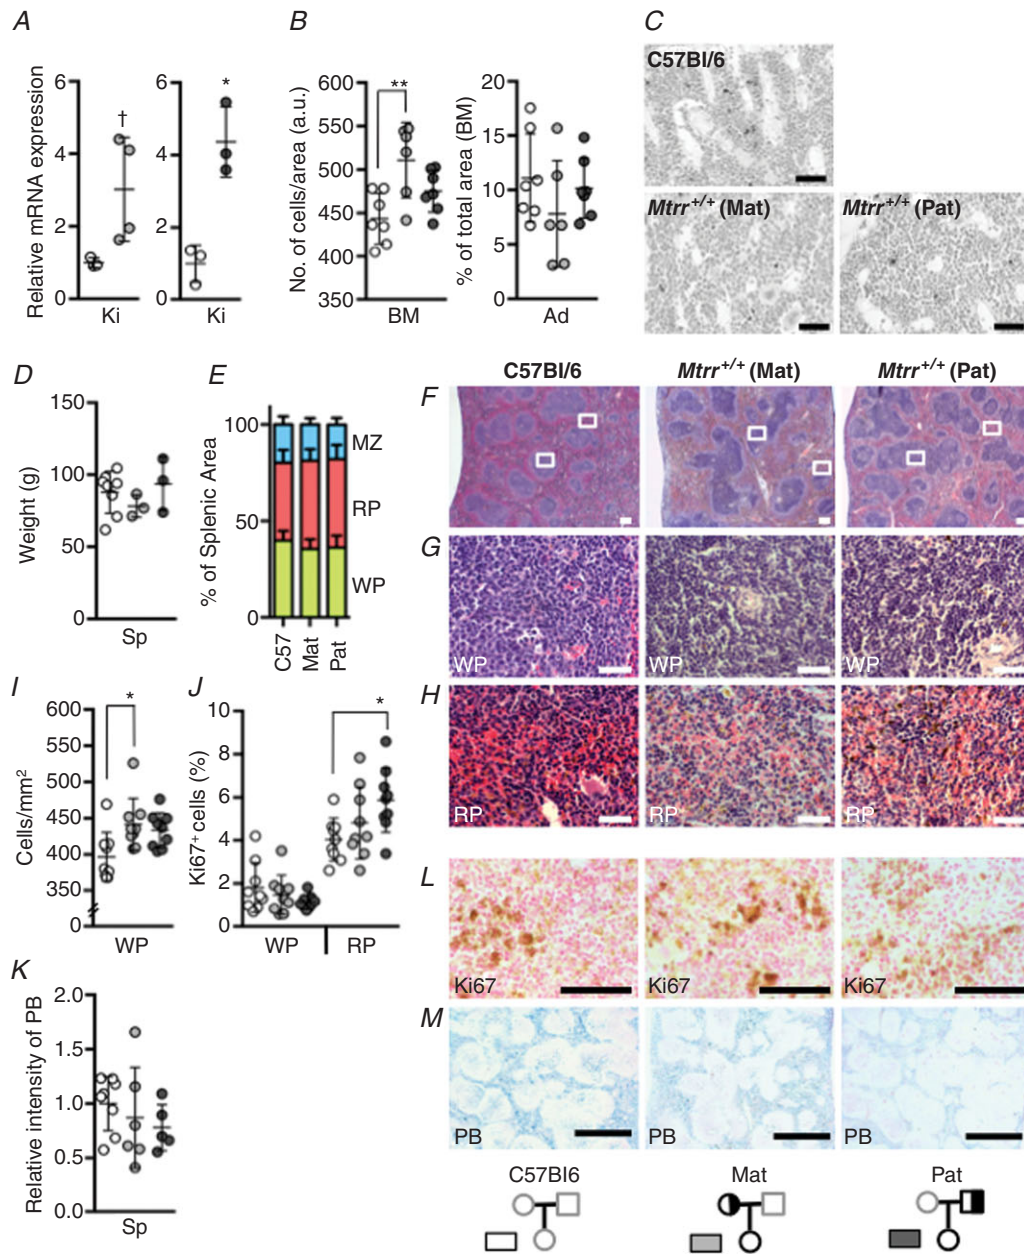 A
Relative mRNA expression
6
4
2
0
†
Ki
6
4
2
0
*
Ki
B
No. of cells/area (a.u.)
600
550
500
450
400
350
**
BM
% of total area (BM)
20
15
10
5
0
Ad
C
C57Bl/6
Mtrr+/+ (Mat)
Mtrr+/+ (Pat)
D
Weight (g)
150
100
50
0
Sp
E
% of Splenic Area
100
50
0
MZ
RP
WP
C57
Mat
Pat
C57Bl/6
Mtrr+/+ (Mat)
Mtrr+/+ (Pat)
F
G
WP
WP
WP
H
RP
RP
RP
I
Cells/mm2
600
550
500
450
400
350
0
*
WP
J
Ki67+ cells (%)
10
8
6
4
2
0
*
WP
RP
K
Relative intensity of PB
2.0
1.5
1.0
0.5
0.0
Sp
L
Ki67
Ki67
Ki67
M
PB
PB
PB
C57Bl6
Mat
Pat